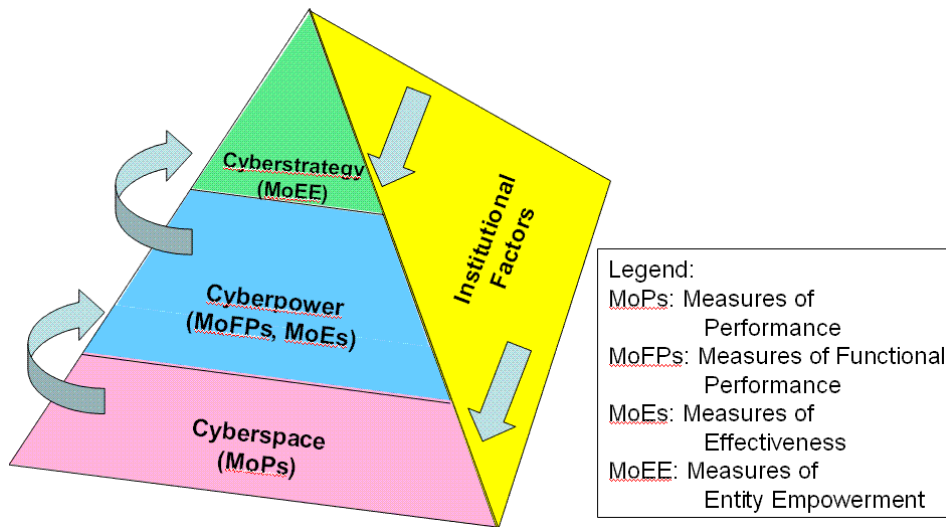 Cyberstrategy
(MoEE)
Cyberpower
(MoFPs, MoEs)
Cyberspace
(MoPs)
Institutional
Factors
Legend:
MoPs: Measures of
Performance
MoFPs: Measures of Functional
Performance
MoEs: Measures of
Effectiveness
MoEE: Measures of
Entity Empowerment